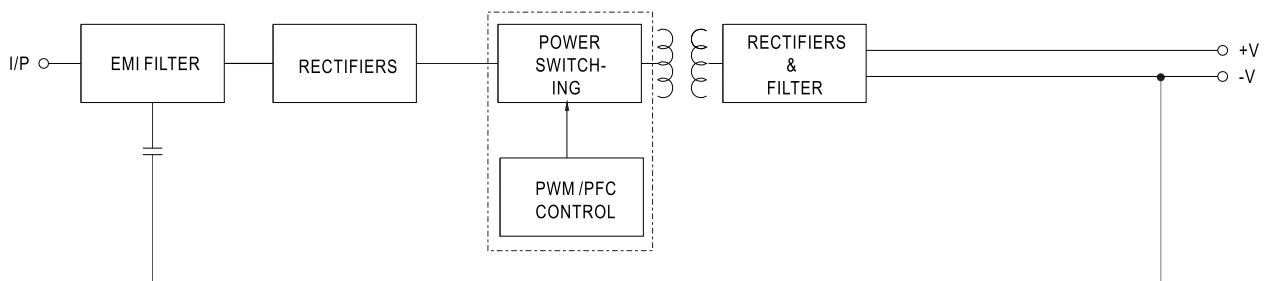 I/P
EMI FILTER
RECTIFIERS
POWER
SWITCH-
ING
PWM /PFC
CONTROL
RECTIFIERS
&
FILTER
+V
-V